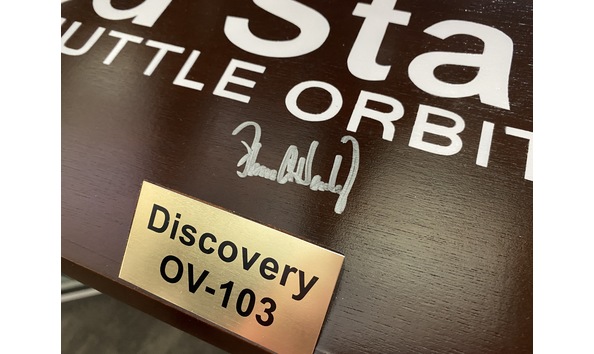 d Sta
UTTLE ORBIT
Discovery
OV-103